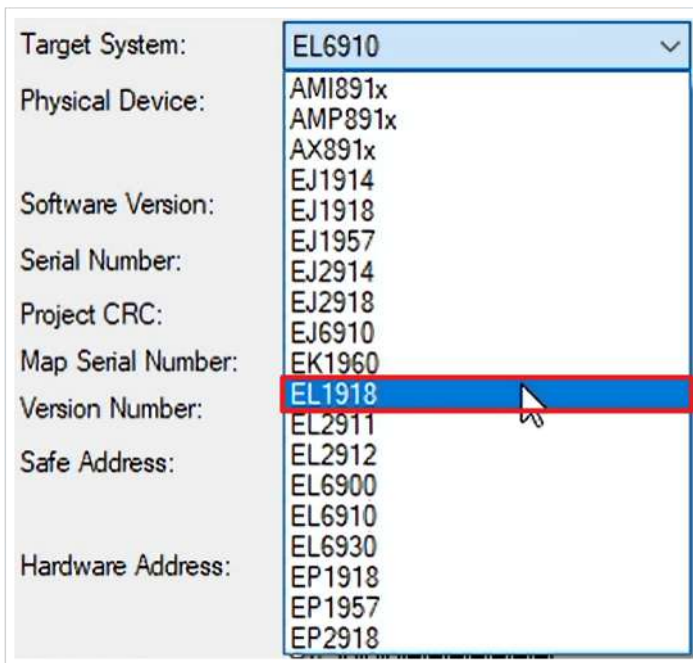 Target System:
EL6910
Physical Device:
AMI891x
AMP891x
AX891x
EJ1914
Software Version:
EJ1918
EJ1957
Serial Number:
EJ2914
EJ2918
Project CRC:
EJ6910
Map Serial Number:
EK1960
EL1918
Version Number:
EL2911
Safe Address:
EL2912
EL6900
EL6910
EL6930
Hardware Address:
EP1918
EP1957
EP2918